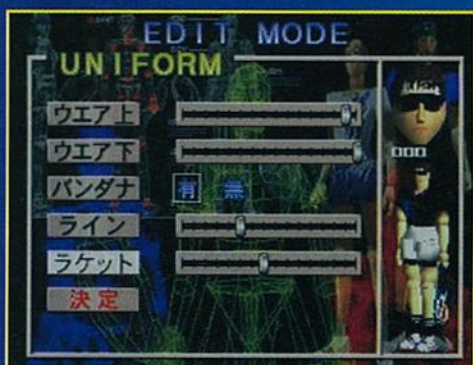 EDIT MODE
UNIFORM
ウエア上
ウエア下
バンダナ 有 無
ライン
ラケット
決定